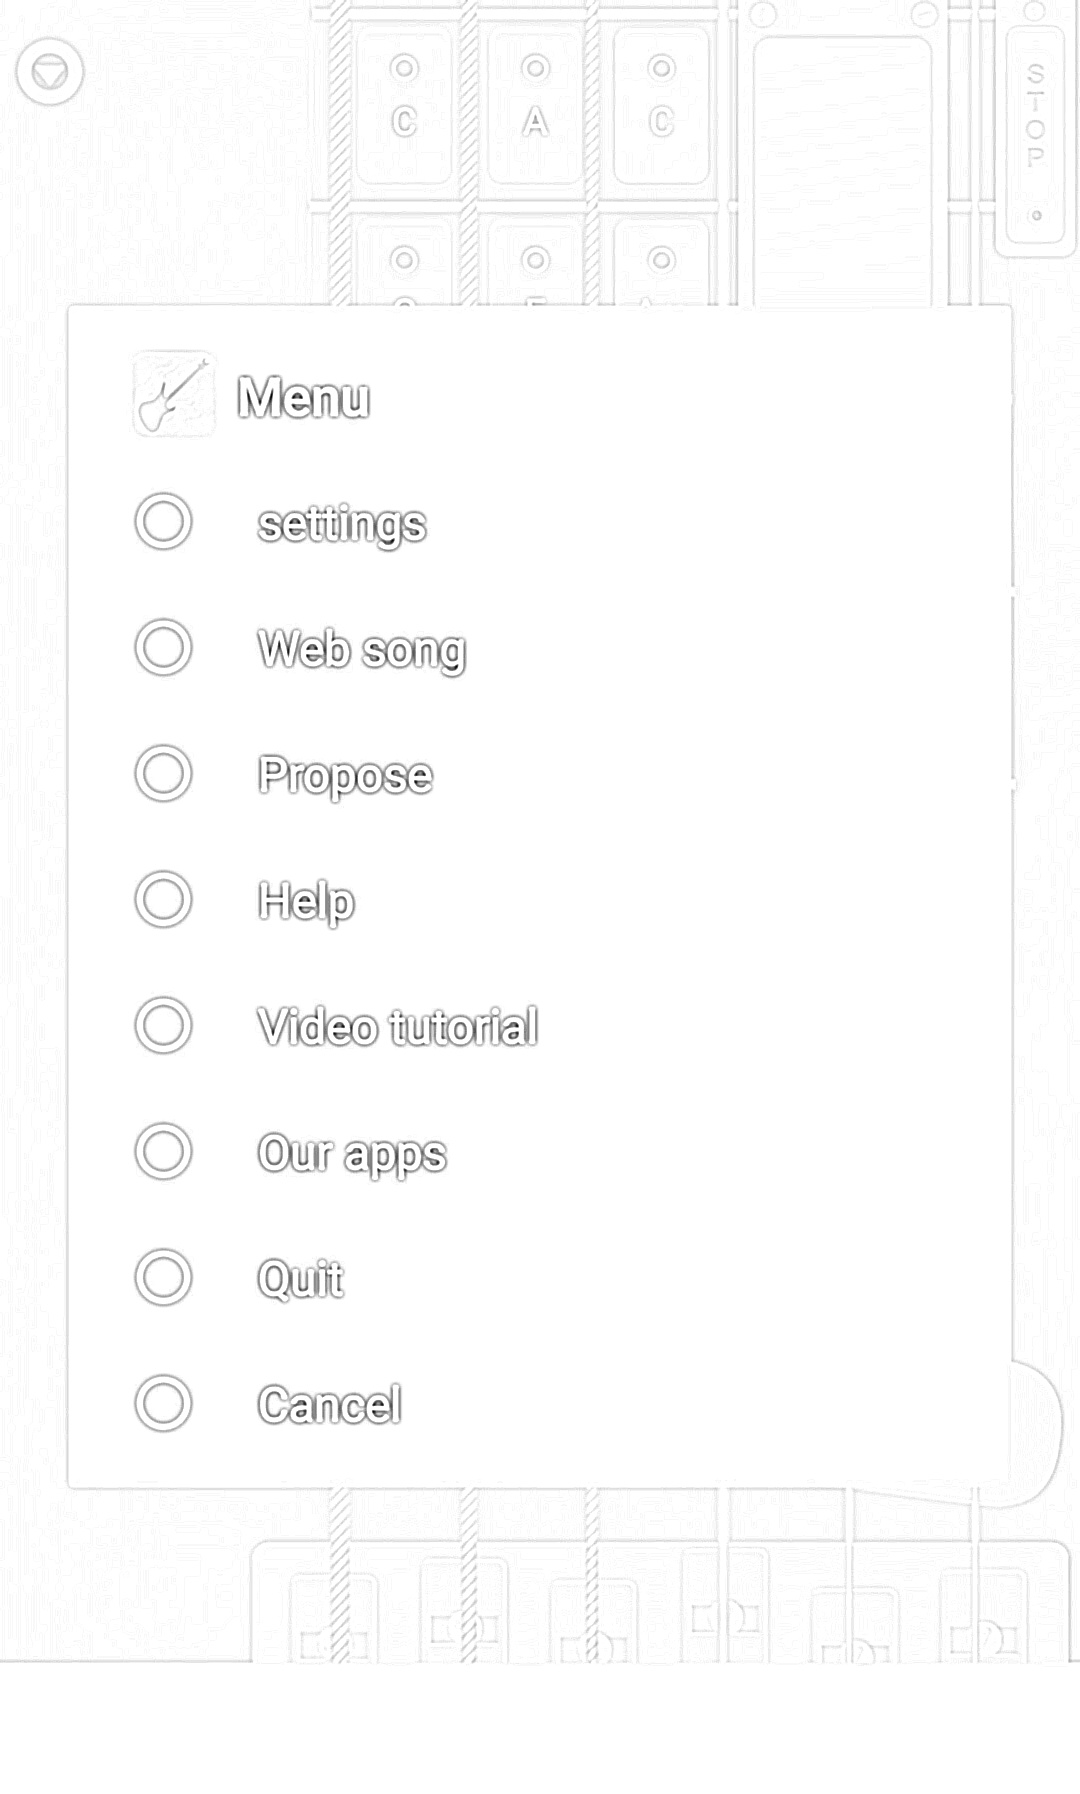 C A C
STOP
Menu
settings
Web song
Propose
Help
Video tutorial
Our apps
Quit
Cancel